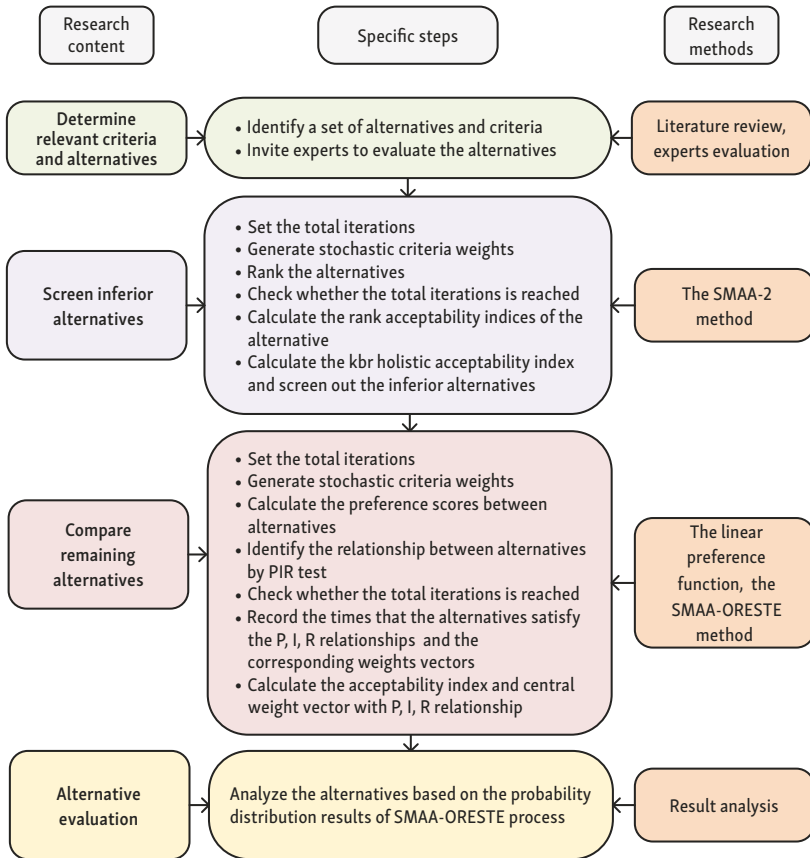 Research
content
Specific steps
Research
methods
Determine
relevant criteria
and alternatives
• Identify a set of alternatives and criteria
• Invite experts to evaluate the alternatives
Literature review,
experts evaluation
Screen inferior
alternatives
• Set the total iterations
• Generate stochastic criteria weights
• Rank the alternatives
• Check whether the total iterations is reached
• Calculate the rank acceptability indices of the
alternative
• Calculate the kbr holistic acceptability index
and screen out the inferior alternatives
The SMAA-2
method
Compare
remaining
alternatives
• Set the total iterations
• Generate stochastic criteria weights
• Calculate the preference scores between
alternatives
• Identify the relationship between alternatives
by PIR test
• Check whether the total iterations is reached
• Record the times that the alternatives satisfy
the P, I, R relationships and the
corresponding weights vectors
• Calculate the acceptability index and central
weight vector with P, I, R relationship
The linear
preference
function, the
SMAA-ORESTE
method
Alternative
evaluation
Analyze the alternatives based on the probability
distribution results of SMAA-ORESTE process
Result analysis